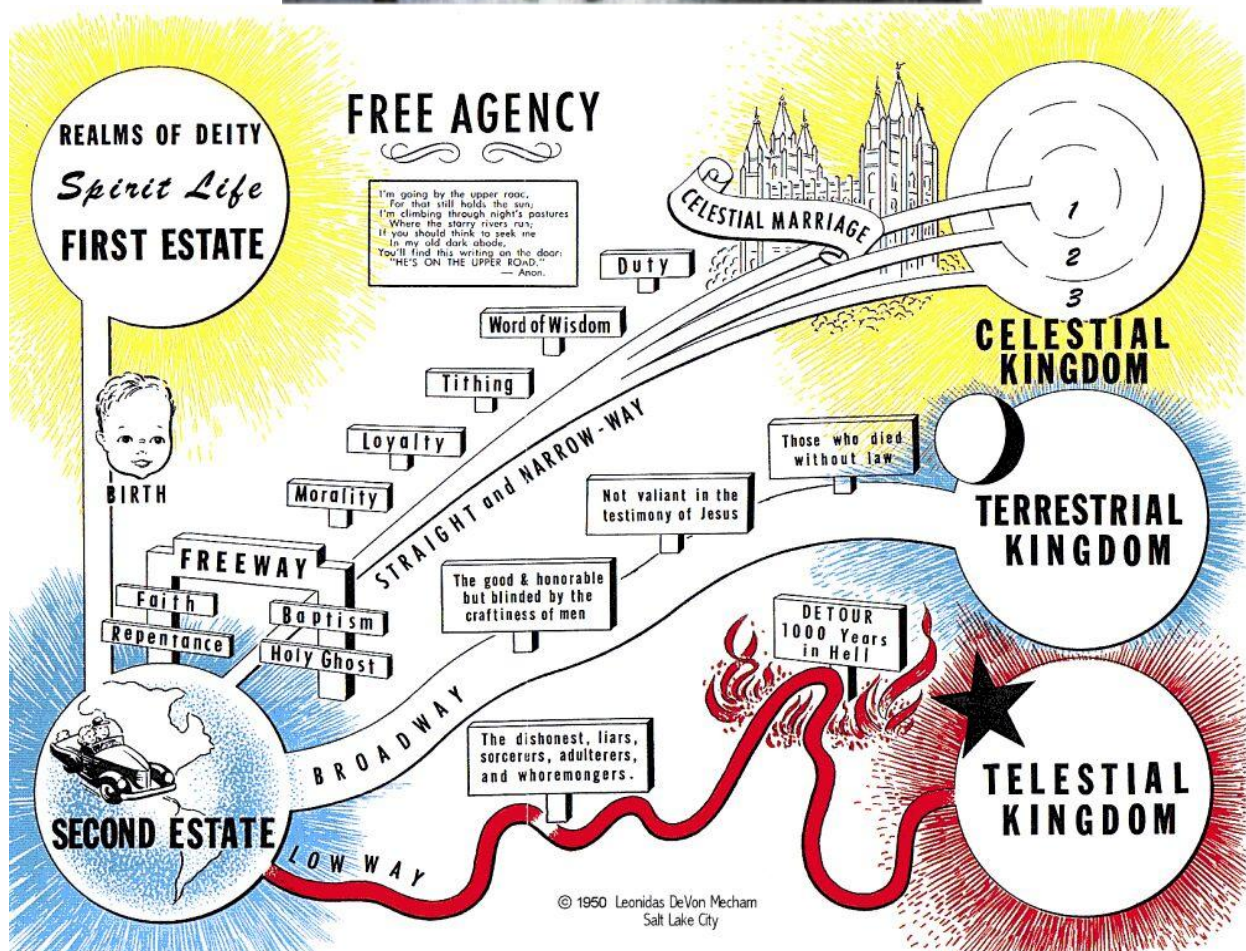 REALMS OF DEITY
Spirit Life
FIRST ESTATE
FREE AGENCY
I'm going by the upper roac,
For that still holds the sun;
I'm climbing through night's pastures
Where the starry rivers run;
If you should think to seek me
In my old dark abode,
You'll find this writing on the door:
"HE'S ON THE UPPER ROAD."
— Anon.
CELESTIAL MARRIAGE
1
2
3
CELESTIAL
KINGDOM
Duty
Word of Wisdom
Tithing
Loyalty
Morality
BIRTH
FREEWAY
Faith
Repentance
Baptism
Holy Ghost
STRAIGHT and NARROW-WAY
Those who died
without law
Not valiant in the
testimony of Jesus
The good & honorable
but blinded by the
craftiness of men
TERRESTRIAL
KINGDOM
BROADWAY
DETOUR
1000 Years
in Hell
The dishonest, liars,
sorcerers, adulterers,
and whoremongers.
SECOND ESTATE
LOWWAY
TELESTIAL
KINGDOM
© 1950 Leonidas DeVon Mecham
Salt Lake City